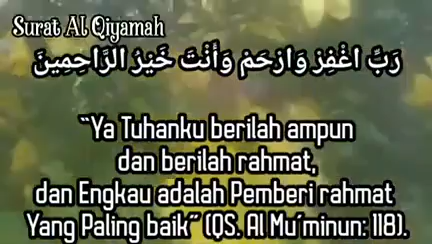 Surat Al Qiyamah
رَبِّ اغْفِرْ وَارْحَمْ وَأَنْتَ خَيْرُ الرَّاحِمِينَ
“Ya Tuhanku berilah ampun
dan berilah rahmat,
dan Engkau adalah Pemberi rahmat
Yang Paling baik” (QS. Al Mu’minun: 118).